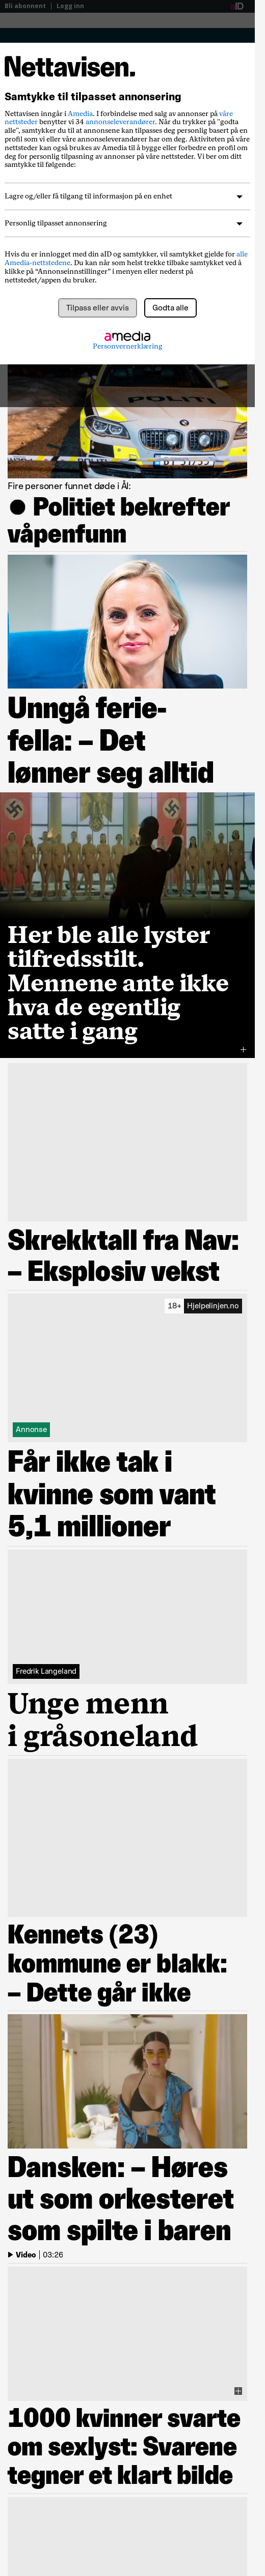 Bli abonnent | Logg inn
aID
Nettavisen.
Samtykke til tilpasset annonsering
Nettavisen inngår i Amedia. I forbindelse med salg av annonser på våre
nettsteder benytter vi 34 annonseleverandører. Når du trykker på "godta
alle", samtykker du til at annonsene kan tilpasses deg personlig basert på en
profil som vi eller våre annonseleverandører har om deg. Aktiviteten på våre
nettsteder kan også brukes av Amedia til å bygge eller forbedre en profil om
deg for personlig tilpasning av annonser på våre nettsteder. Vi ber om ditt
samtykke til følgende:
Lagre og/eller få tilgang til informasjon på en enhet
Personlig tilpasset annonsering
Hvis du er innlogget med din aID og samtykker, vil samtykket gjelde for alle
Amedia-nettstedene. Du kan når som helst trekke tilbake samtykket ved å
klikke på “Annonseinnstillinger” i menyen eller nederst på
nettstedet/appen du bruker.
Tilpass eller avvis
Godta alle
amedia
Personvernerklæring
POLITI
Fire personer funnet døde i Ål:
● Politiet bekrefter
våpenfunn
Unngå ferie-
fella: – Det
lønner seg alltid
Her ble alle lyster
tilfredsstilt.
Mennene ante ikke
hva de egentlig
satte i gang
Skrekktall fra Nav:
– Eksplosiv vekst
18+ Hjelpelinjen.no
Annonse
Får ikke tak i
kvinne som vant
5,1 millioner
Fredrik Langeland
Unge menn
i gråsoneland
Kennets (23)
kommune er blakk:
– Dette går ikke
Dansken: – Høres
ut som orkesteret
som spilte i baren
Video | 03:26
1000 kvinner svarte
om sexlyst: Svarene
tegner et klart bilde